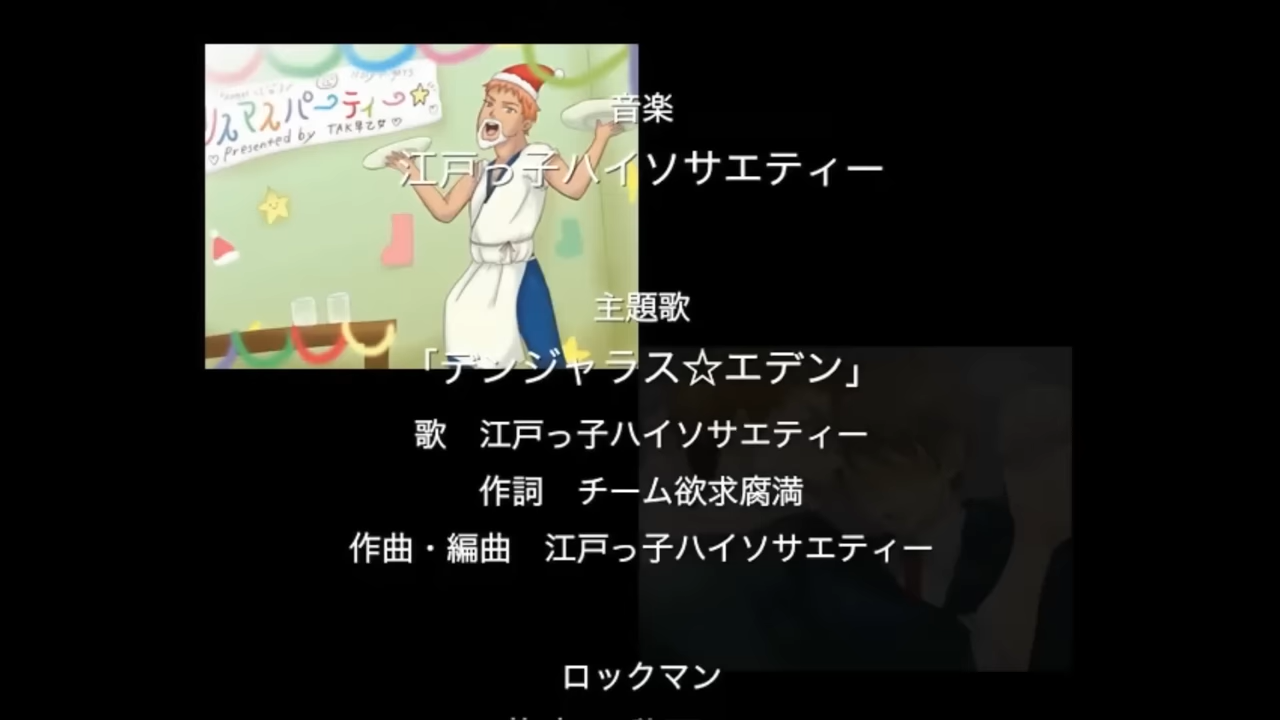 リスマスパーティー☆
♡ Presented by TAK早乙女♡
音楽
江戸っ子ハイソサエティー
主題歌
「デンジャラス☆エデン」
歌　江戸っ子ハイソサエティー
作詞　チーム欲求腐満
作曲・編曲　江戸っ子ハイソサエティー
ロックマン